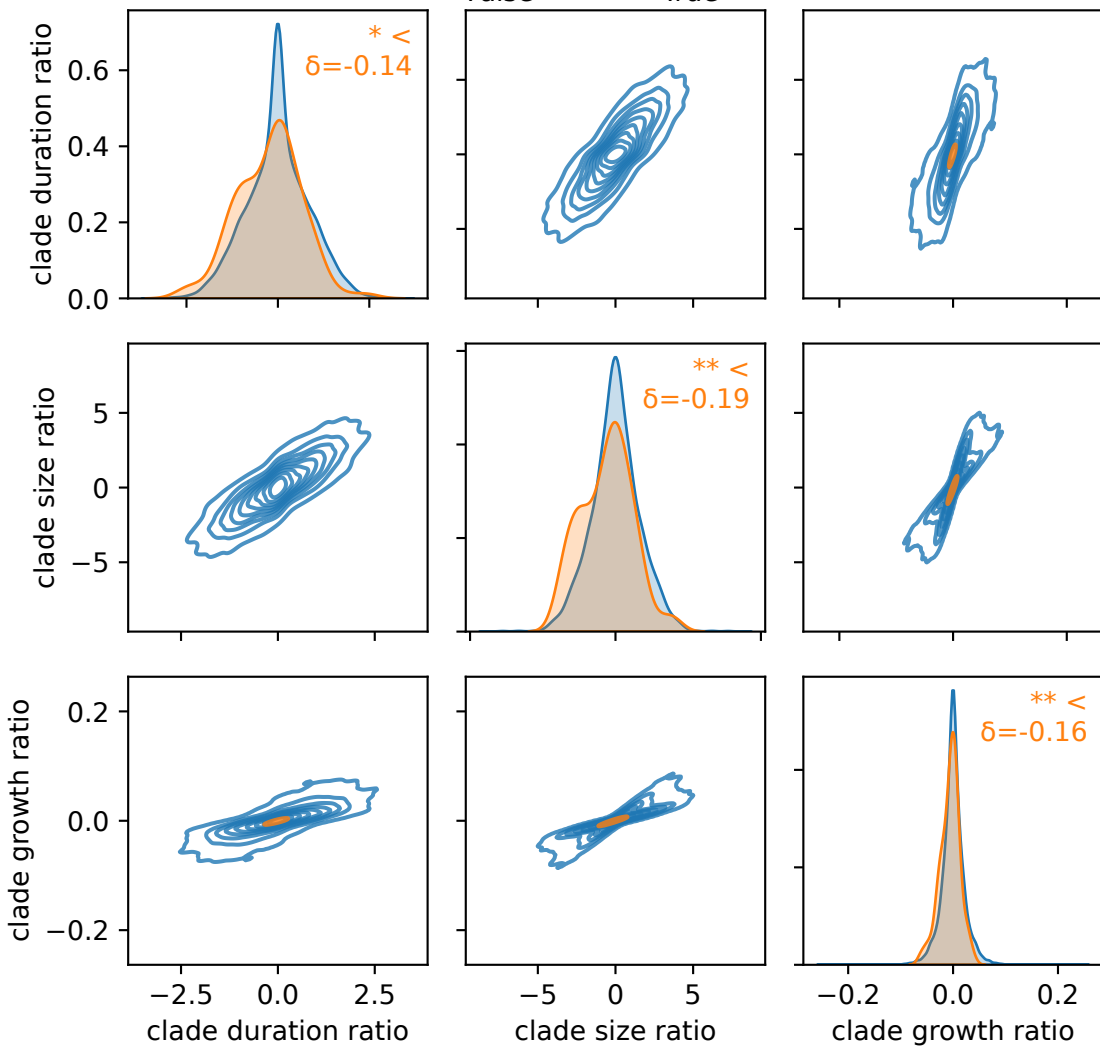 clade duration ratio
0.6
0.4
0.2
0.0
* <
δ=-0.14
clade size ratio
5
0
−5
** <
δ=-0.19
clade growth ratio
0.2
0.0
−0.2
** <
δ=-0.16
−2.5 0.0 2.5
−5 0 5
−0.2 0.0 0.2
clade duration ratio
clade size ratio
clade growth ratio